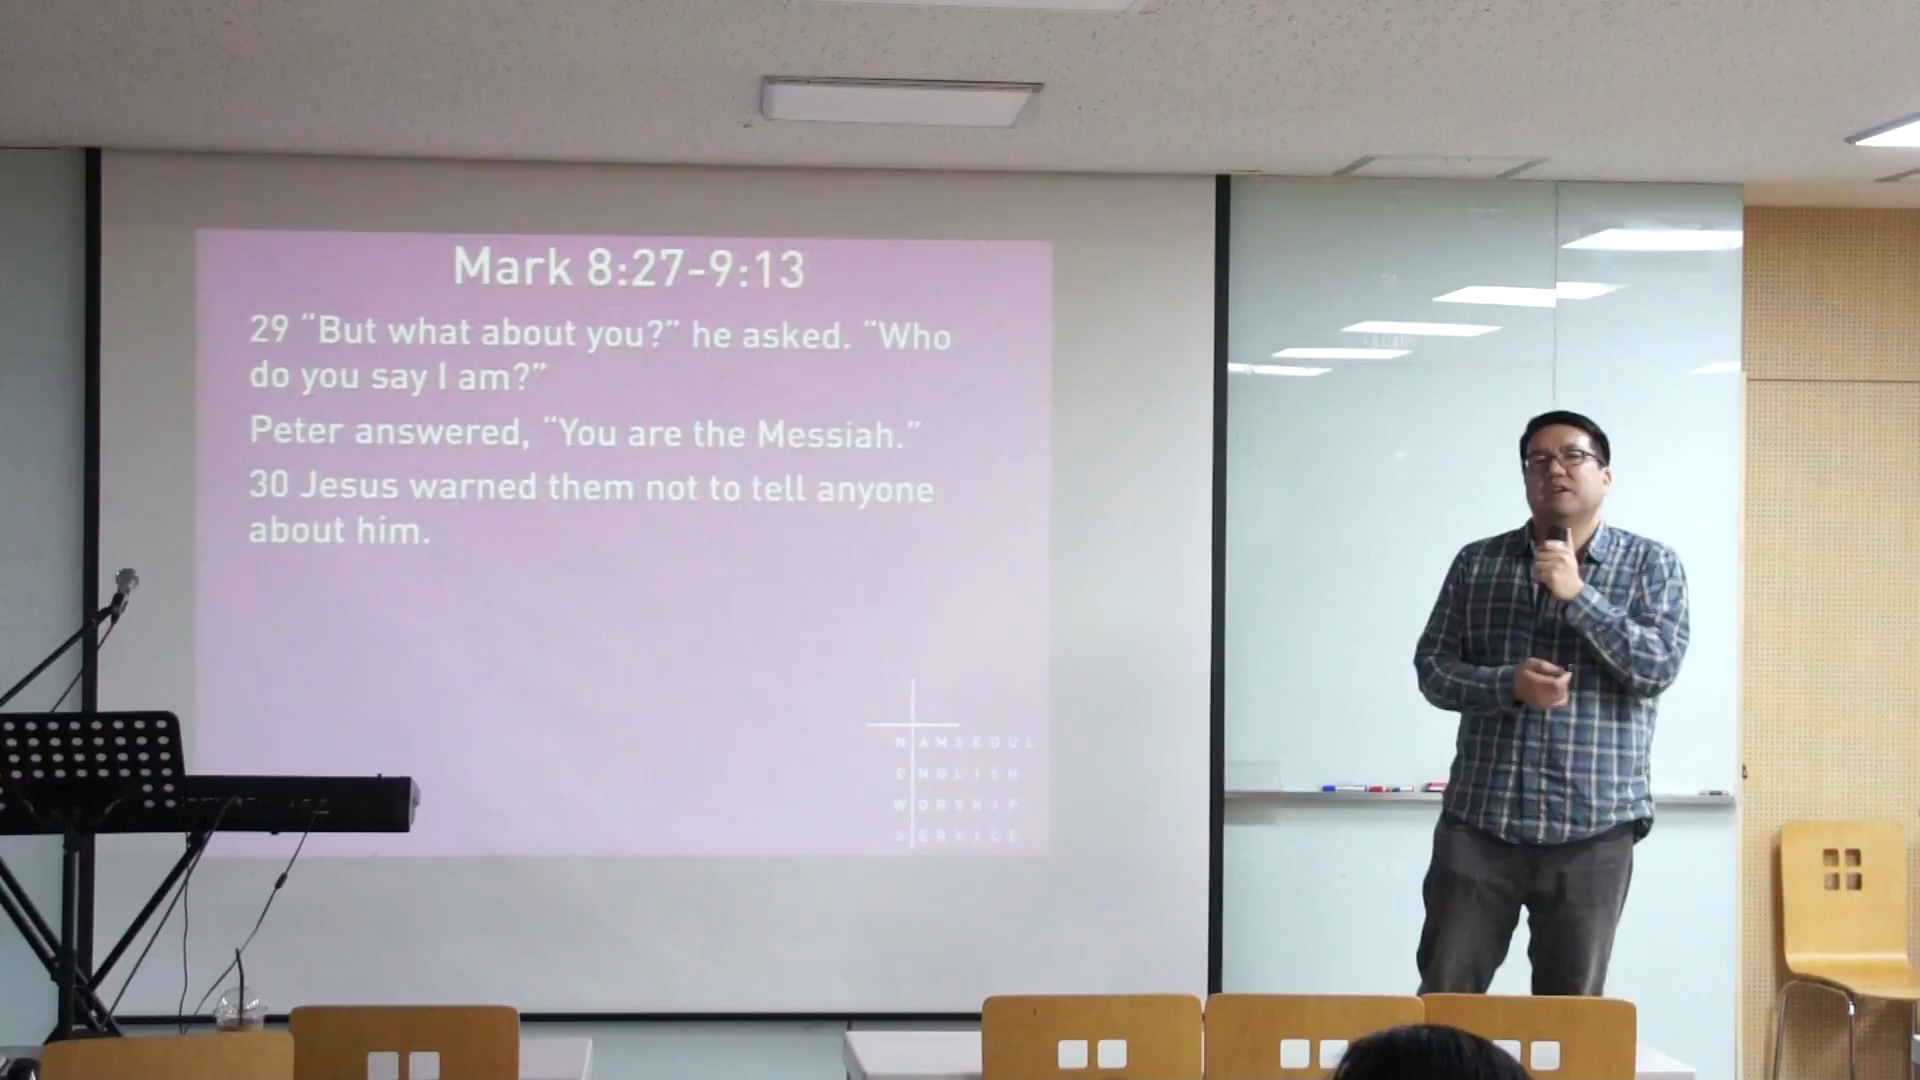 Mark 8:27-9:13
29 “But what about you?” he asked. “Who
do you say I am?”
Peter answered, “You are the Messiah.”
30 Jesus warned them not to tell anyone
about him.
NAMSEOUL
ENGLISH
WORSHIP
SERVICE